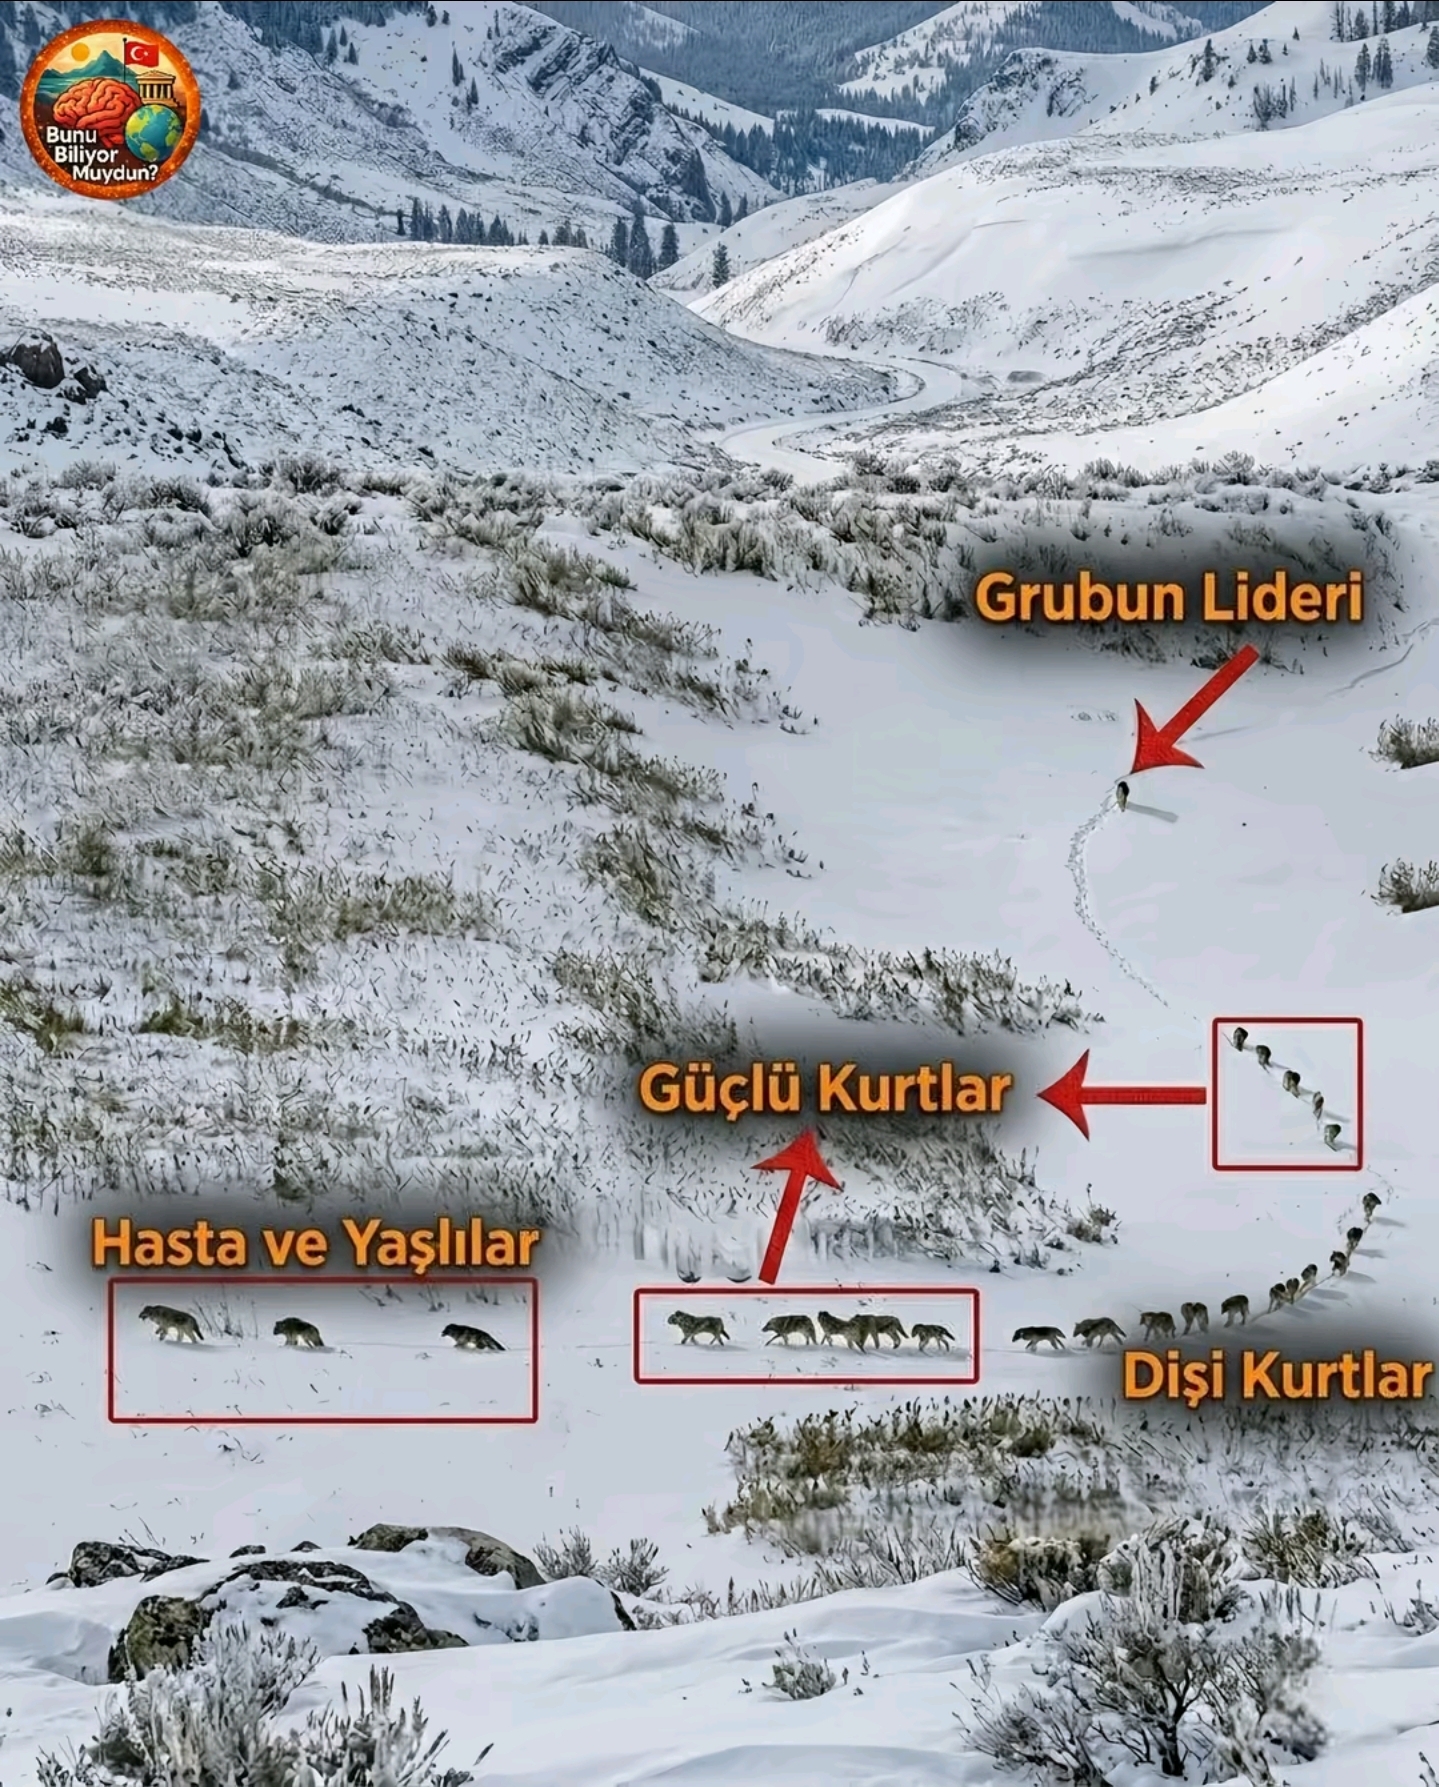 Bunu
Biliyor
Muydun?
Grubun Lideri
Güçlü Kurtlar
Hasta ve Yaşlılar
Dişi Kurtlar